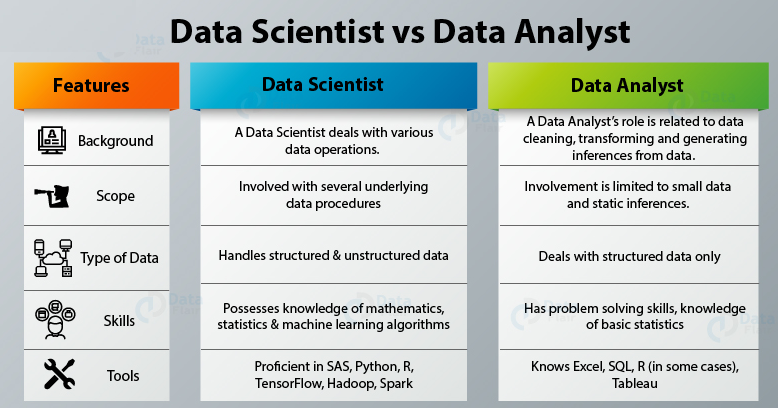 Data Scientist vs Data Analyst
Features
Data Scientist
Data Analyst
Background
A Data Scientist deals with various
data operations.
A Data Analyst's role is related to data
cleaning, transforming and generating
inferences from data.
Scope
Involved with several underlying
data procedures
Involvement is limited to small data
and static inferences.
Type of Data
Handles structured & unstructured data
Deals with structured data only
Skills
Possesses knowledge of mathematics,
statistics & machine learning algorithms
Has problem solving skills, knowledge
of basic statistics
Tools
Proficient in SAS, Python, R,
TensorFlow, Hadoop, Spark
Knows Excel, SQL, R (in some cases),
Tableau